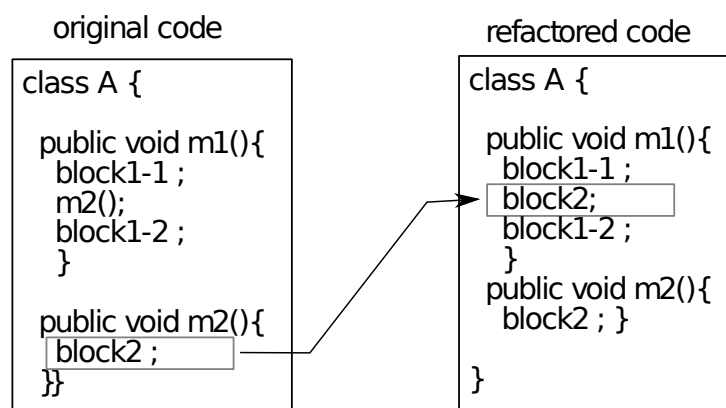 original code
class A {
public void m1(){
block1-1 ;
m2();
block1-2 ;
}
public void m2(){
block2 ;
}}
refactored code
class A {
public void m1(){
block1-1 ;
block2;
block1-2 ;
}
public void m2(){
block2 ; }
}